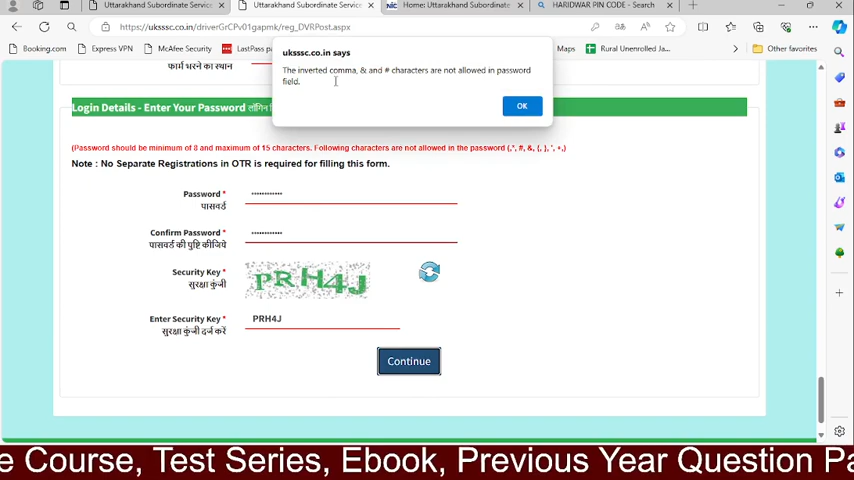 Uttarakhand Subordinate Service
Uttarakhand Subordinate Service
Home: Uttarakhand Subordinate
HARDWAR PIN CODE - Search
https://uksssc.co.in/driverGrCPv01gapmk/reg_DVRPost.aspx
Booking.com
Express VPN
McAfee Security
LastPass
Maps
Rural Unenrolled Ja...
Other favorites
uksssc.co.in says
The inverted comma, & and # characters are not allowed in password
field.
OK
फार्म भरने का स्थान
Login Details - Enter Your Password
(Password should be minimum of 8 and maximum of 15 characters. Following characters are not allowed in the password (,*, #, &, (, ), ', +,)
Note : No Separate Registrations in OTR is required for filling this form.
Password *
पासवर्ड
Confirm Password *
पासवर्ड की पुष्टि कीजिये
Security Key *
सुरक्षा कुंजी
PRH4J
Enter Security Key *
सुरक्षा कुंजी दर्ज करें
PRH4J
Continue
e Course, Test Series, Ebook, Previous Year Question Pa